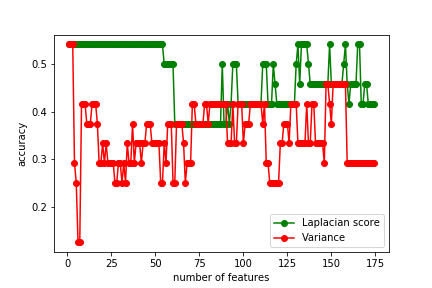 0.5
0.4
0.3
0.2
accuracy
0 25 50 75 100 125 150 175
number of features
Laplacian score
Variance